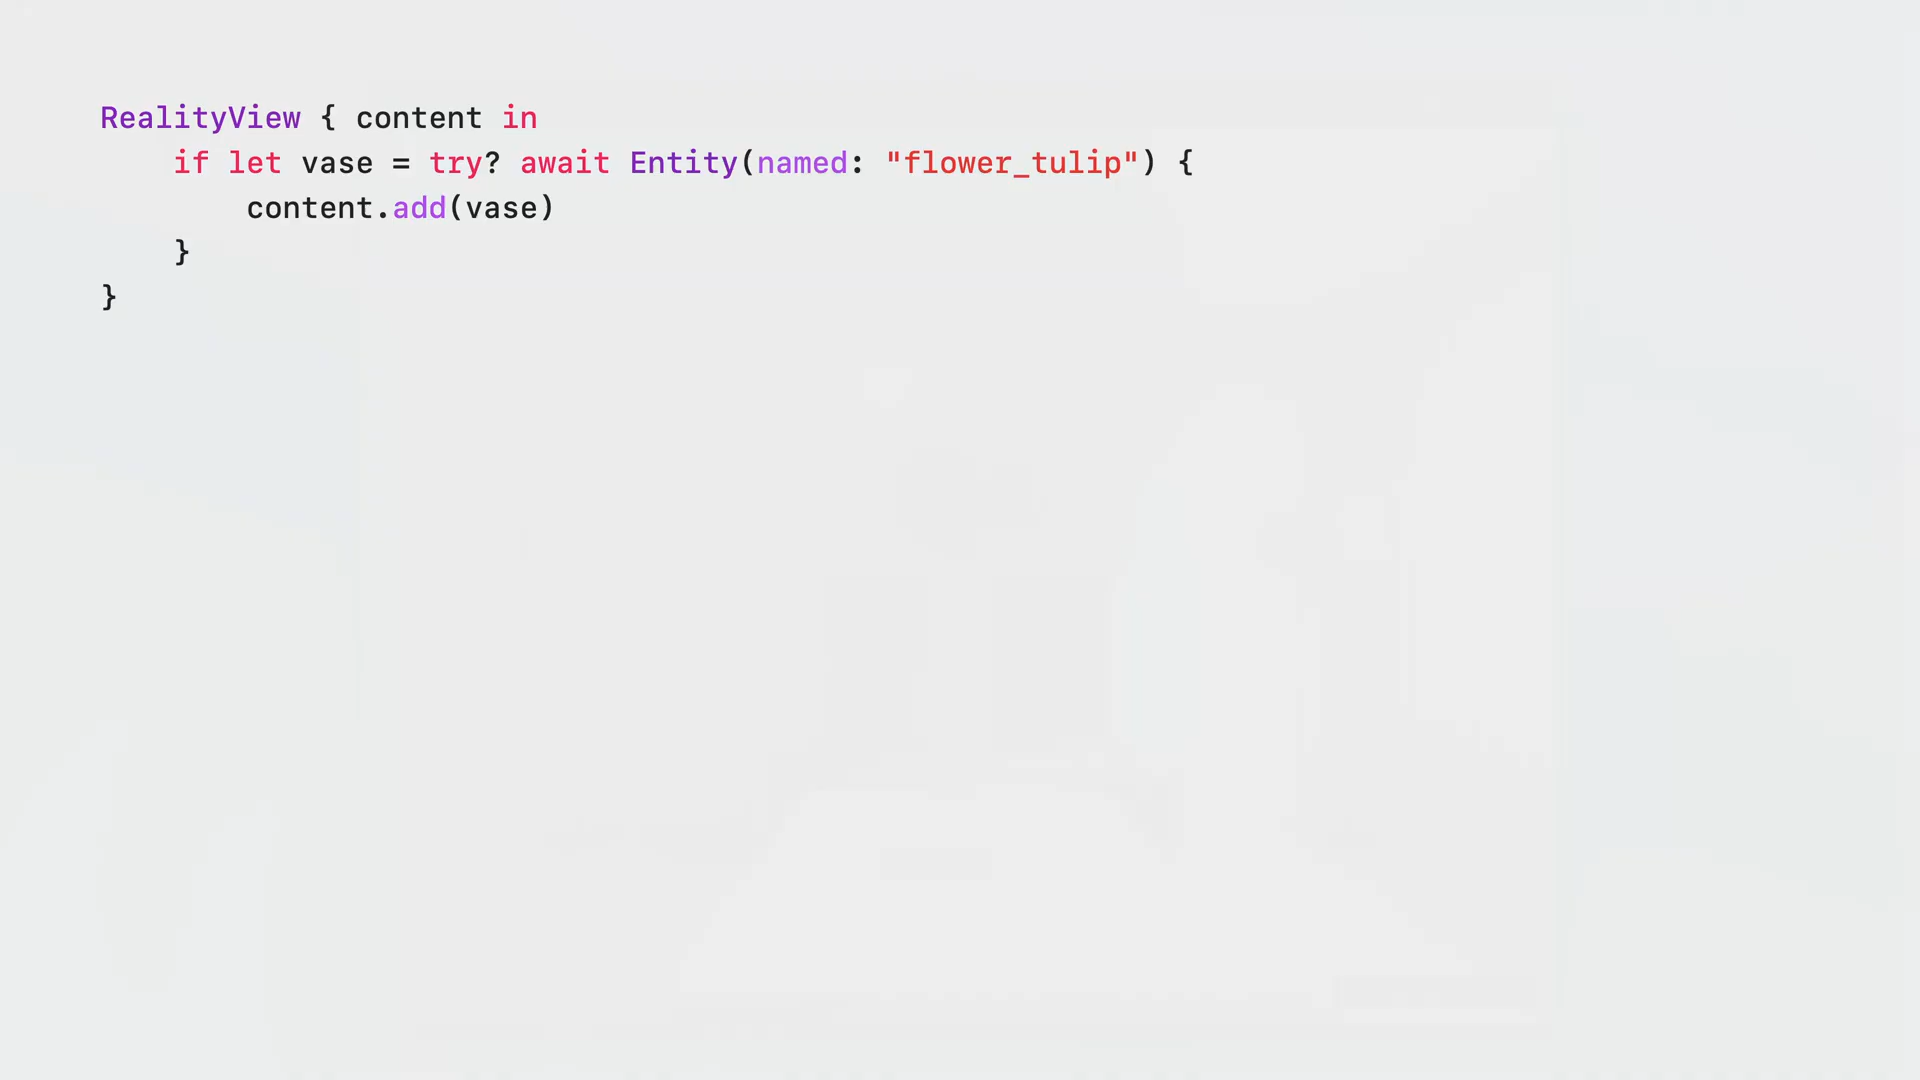 RealityView { content in
    if let vase = try? await Entity(named: "flower_tulip") {
        content.add(vase)
    }
}